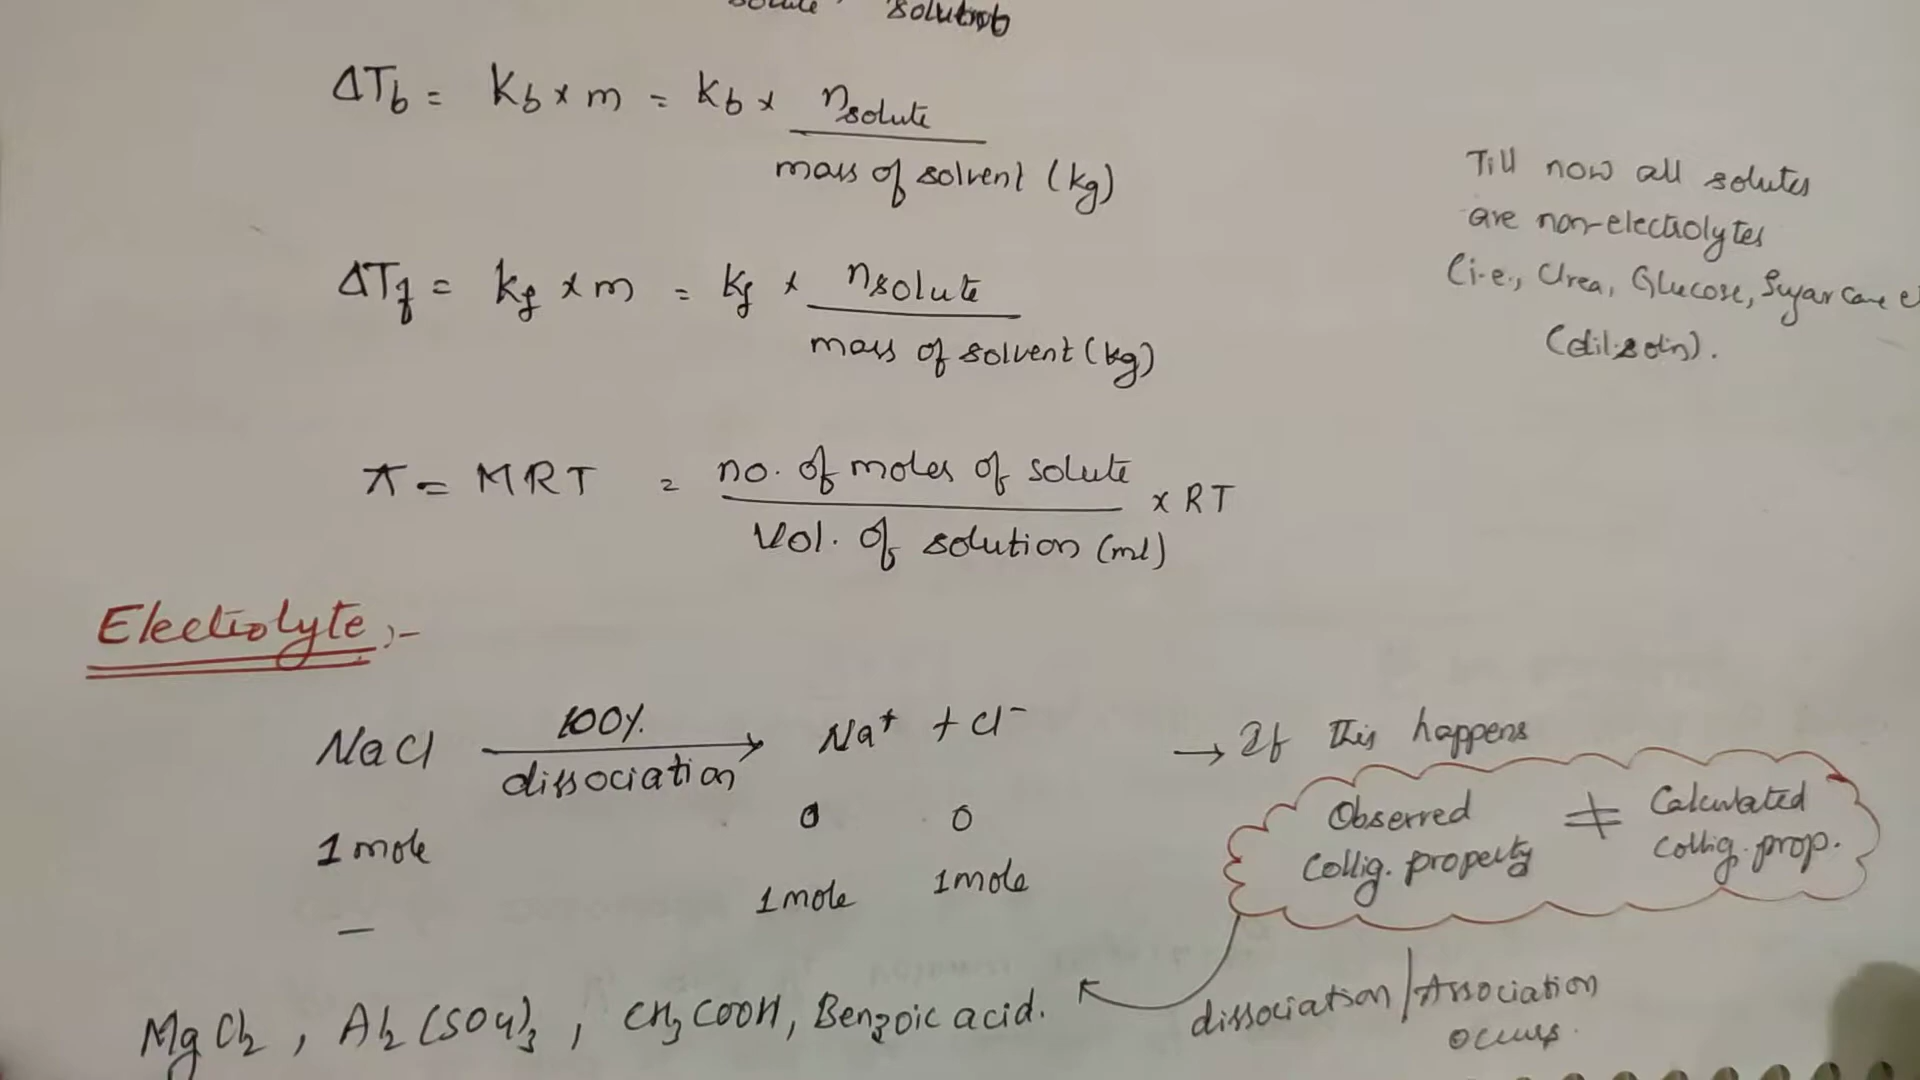 solute solution
ΔTb = Kb × m = Kb × nsolute
mass of solvent (kg)
ΔTf = kf × m = kf × nsolute
mass of solvent (kg)
Till now all solutes
are non-electrolytes
(i.e., Urea, Glucose, Sugar cane
(dil. soln).
π = MRT = no. of moles of solute × RT
Vol. of solution (ml)
Electrolyte :-
NaCl 100% dissociation → Na⁺ + Cl⁻
1 mole 0 0
– 1 mole 1 mole
→ If this happens
Observed Collig. property ≠ Calculated Collig. prop.
dissociation / Association
occurs.
MgCl2, Al2(SO4)3, CH3COOH, Benzoic acid.